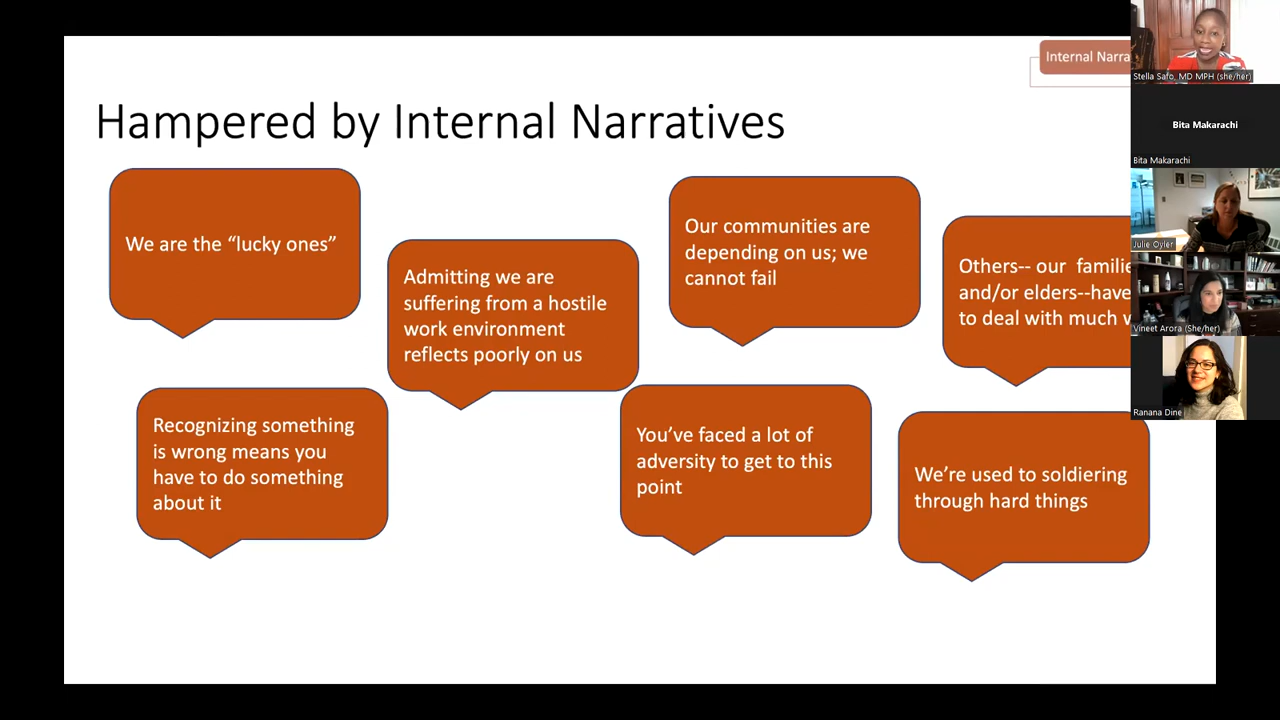 Internal Narra
Hampered by Internal Narratives
We are the “lucky ones”
Admitting we are
suffering from a hostile
work environment
reflects poorly on us
Our communities are
depending on us; we
cannot fail
Others-- our familie
and/or elders--have
to deal with much
Recognizing something
is wrong means you
have to do something
about it
You’ve faced a lot of
adversity to get to this
point
We’re used to soldiering
through hard things
Stella Safo, MD MPH (she/her)
Bita Makarachi
Bita Makarachi
Julie Oyler
Vineet Arora (She/her)
Ranana Dine